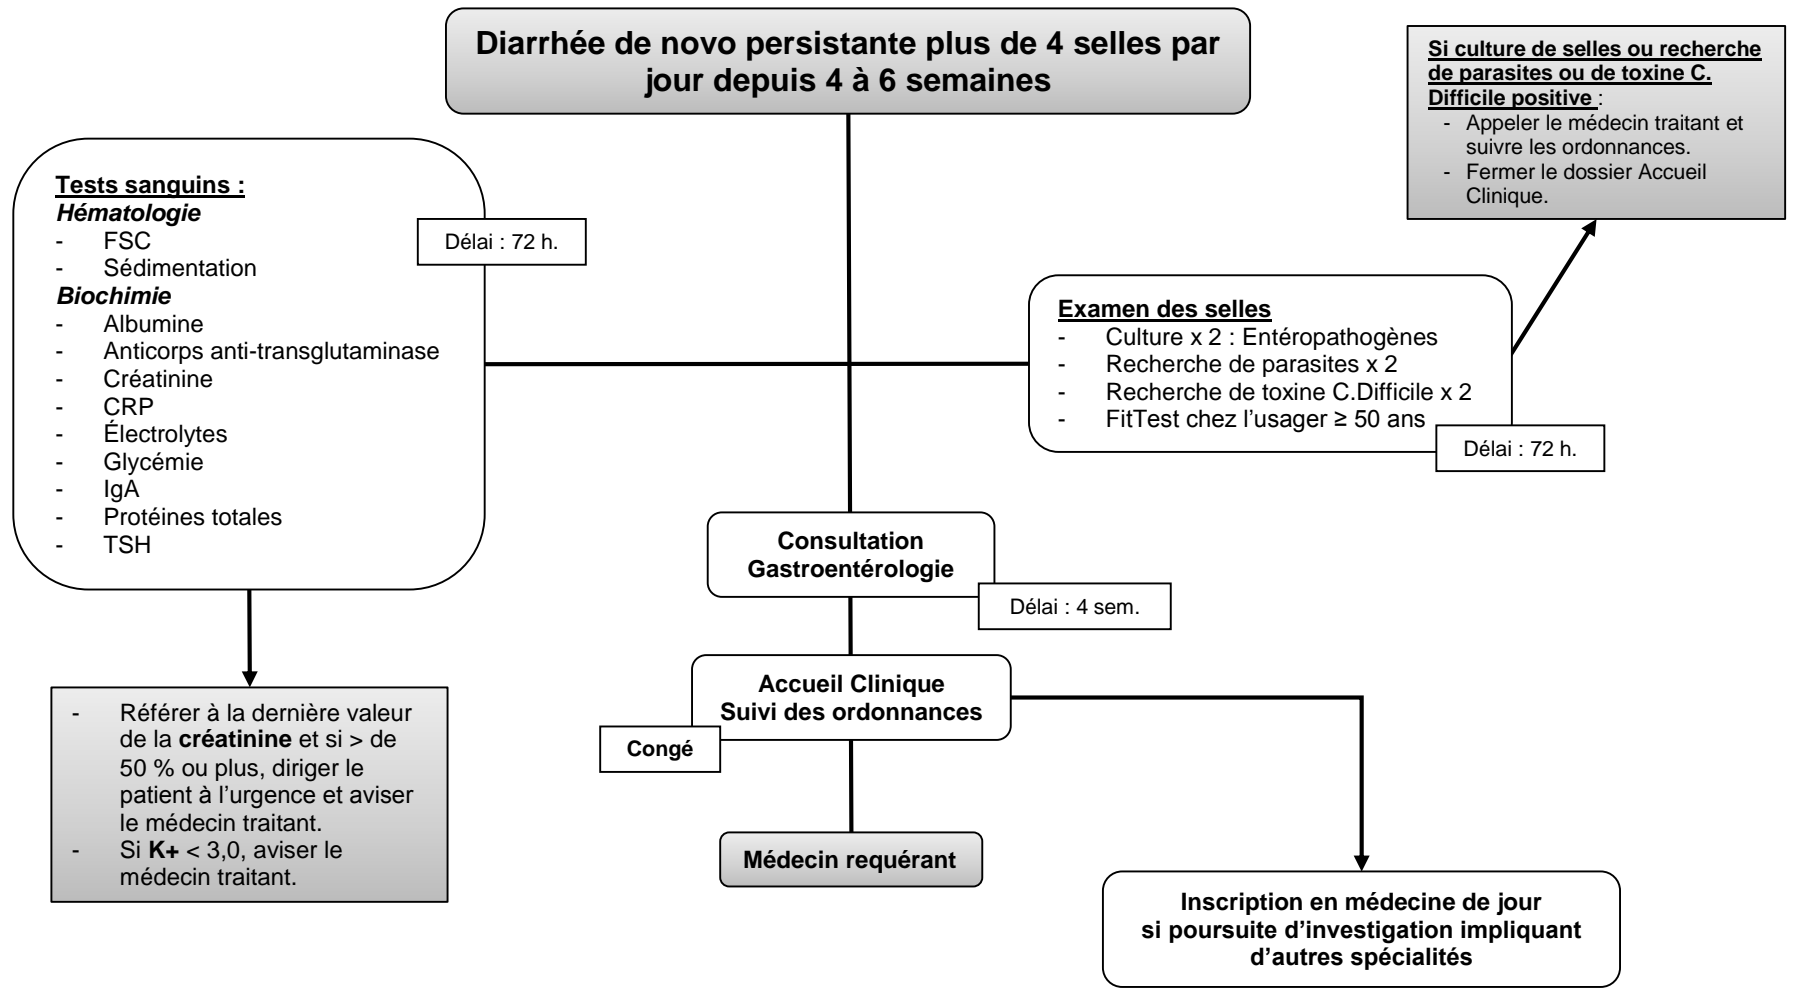 Diarrhée de novo persistante plus de 4 selles par
jour depuis 4 à 6 semaines
Si culture de selles ou recherche
de parasites ou de toxine C.
Difficile positive :
- Appeler le médecin traitant et
suivre les ordonnances.
- Fermer le dossier Accueil
Clinique.
Tests sanguins :
Hématologie
- FSC
- Sédimentation
Biochimie
- Albumine
- Anticorps anti-transglutaminase
- Créatinine
- CRP
- Électrolytes
- Glycémie
- IgA
- Protéines totales
- TSH
Délai : 72 h.
Examen des selles
- Culture x 2 : Entéropathogènes
- Recherche de parasites x 2
- Recherche de toxine C.Difficile x 2
- FitTest chez l’usager ≥ 50 ans
Délai : 72 h.
Consultation
Gastroentérologie
Délai : 4 sem.
Accueil Clinique
Suivi des ordonnances
Congé
- Référer à la dernière valeur
de la créatinine et si > de
50 % ou plus, diriger le
patient à l’urgence et aviser
le médecin traitant.
- Si K+ < 3,0, aviser le
médecin traitant.
Médecin requérant
Inscription en médecine de jour
si poursuite d’investigation impliquant
d’autres spécialités